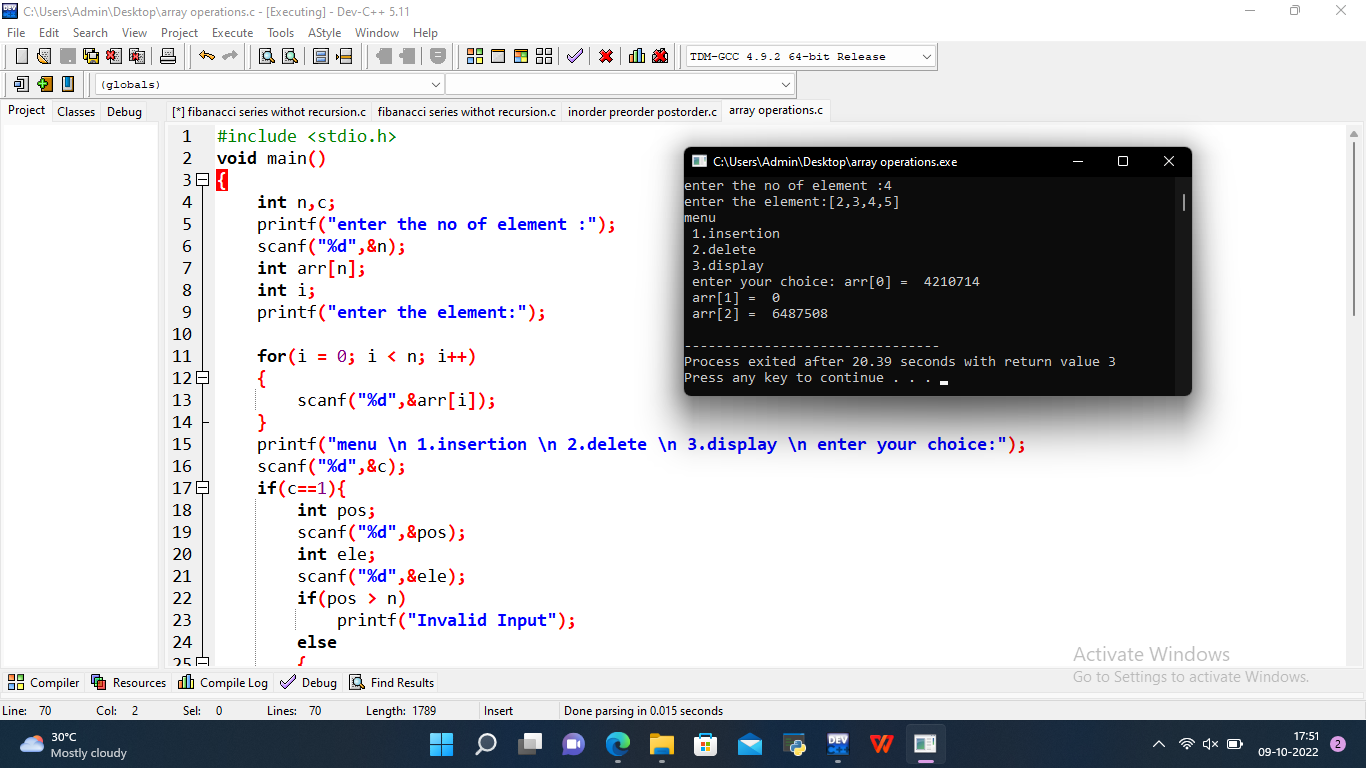 C:\Users\Admin\Desktop\array operations.c - [Executing] - Dev-C++ 5.11
File Edit Search View Project Execute Tools AStyle Window Help
TDM-GCC 4.9.2 64-bit Release
(globals)
Project Classes Debug
[*] fibanacci series withot recursion.c fibanacci series withot recursion.c inorder preorder postorder.c array operations.c
1 #include <stdio.h>
2 void main()
3 {
4 int n,c;
5 printf("enter the no of element :");
6 scanf("%d",&n);
7 int arr[n];
8 int i;
9 printf("enter the element:");
10
11 for(i = 0; i < n; i++)
12 {
13 scanf("%d",&arr[i]);
14 }
15 printf("menu \n 1.insertion \n 2.delete \n 3.display \n enter your choice:");
16 scanf("%d",&c);
17 if(c==1){
18 int pos;
19 scanf("%d",&pos);
20 int ele;
21 scanf("%d",&ele);
22 if(pos > n)
23 printf("Invalid Input");
24 else
25 {
C:\Users\Admin\Desktop\array operations.exe
enter the no of element :4
enter the element:[2,3,4,5]
menu
1.insertion
2.delete
3.display
enter your choice: arr[0] = 4210714
arr[1] = 0
arr[2] = 6487508
--------------------------------
Process exited after 20.39 seconds with return value 3
Press any key to continue . . .
Activate Windows
Go to Settings to activate Windows.
Compiler Resources Compile Log Debug Find Results
Line: 70 Col: 2 Sel: 0 Lines: 70 Length: 1789 Insert Done parsing in 0.015 seconds
30°C
Mostly cloudy
DEV
17:51
09-10-2022
2